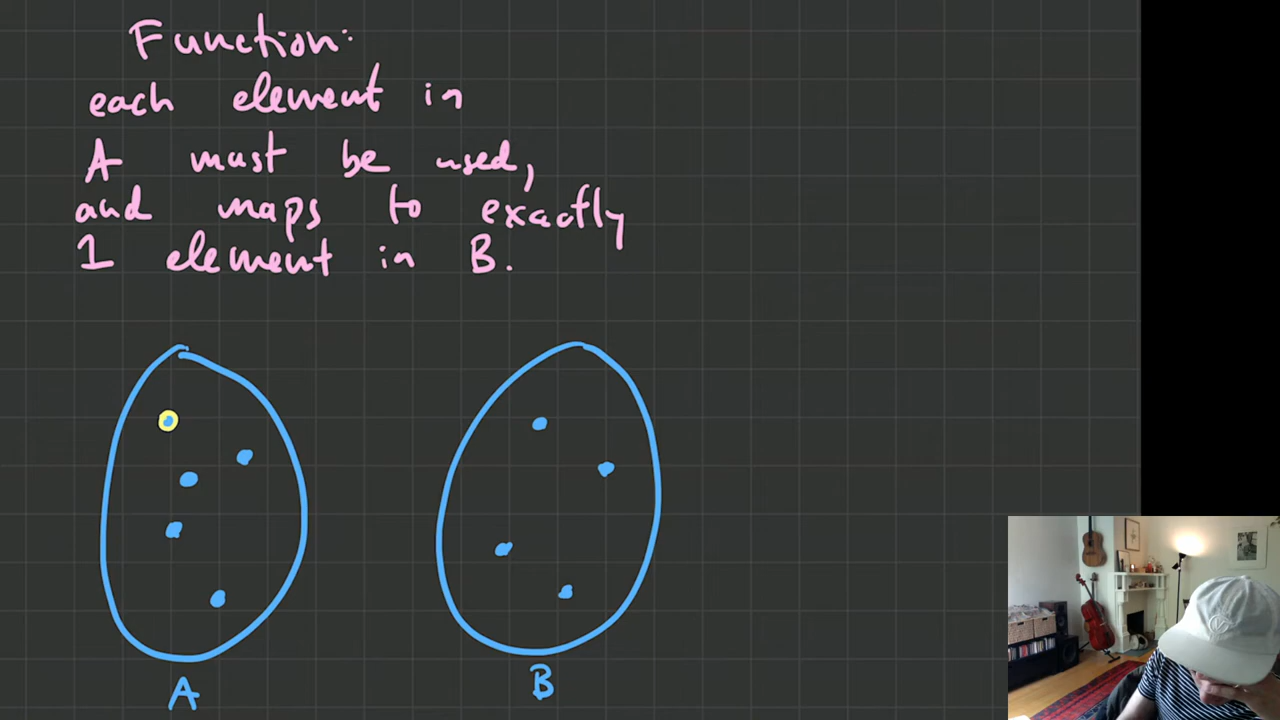 Function:
each element in
A must be used,
and maps to exactly
1 element in B.
A
B